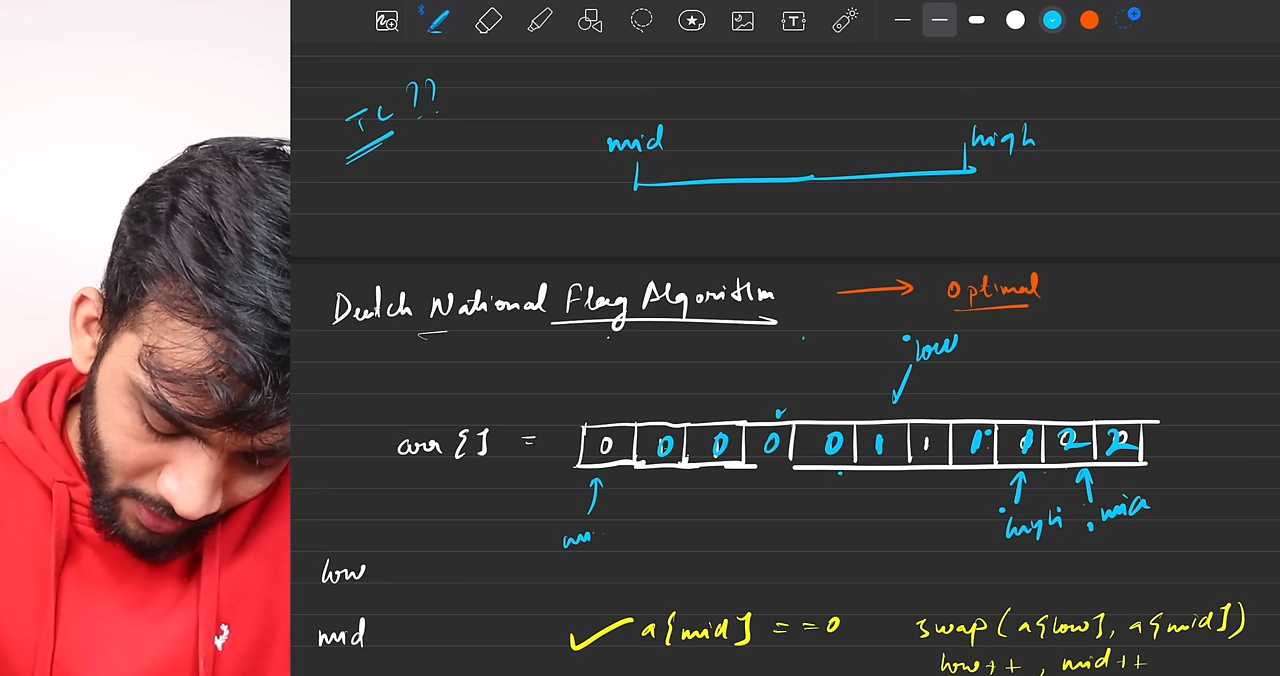 TC ??
mid high
Dutch National Flag Algorithm → Optimal
low
arr[] = 0 0 0 0 0 1 1 1 1 2 2
high mid
low
mid a[mid] == 0 swap(a[low], a[mid])
low++, mid++